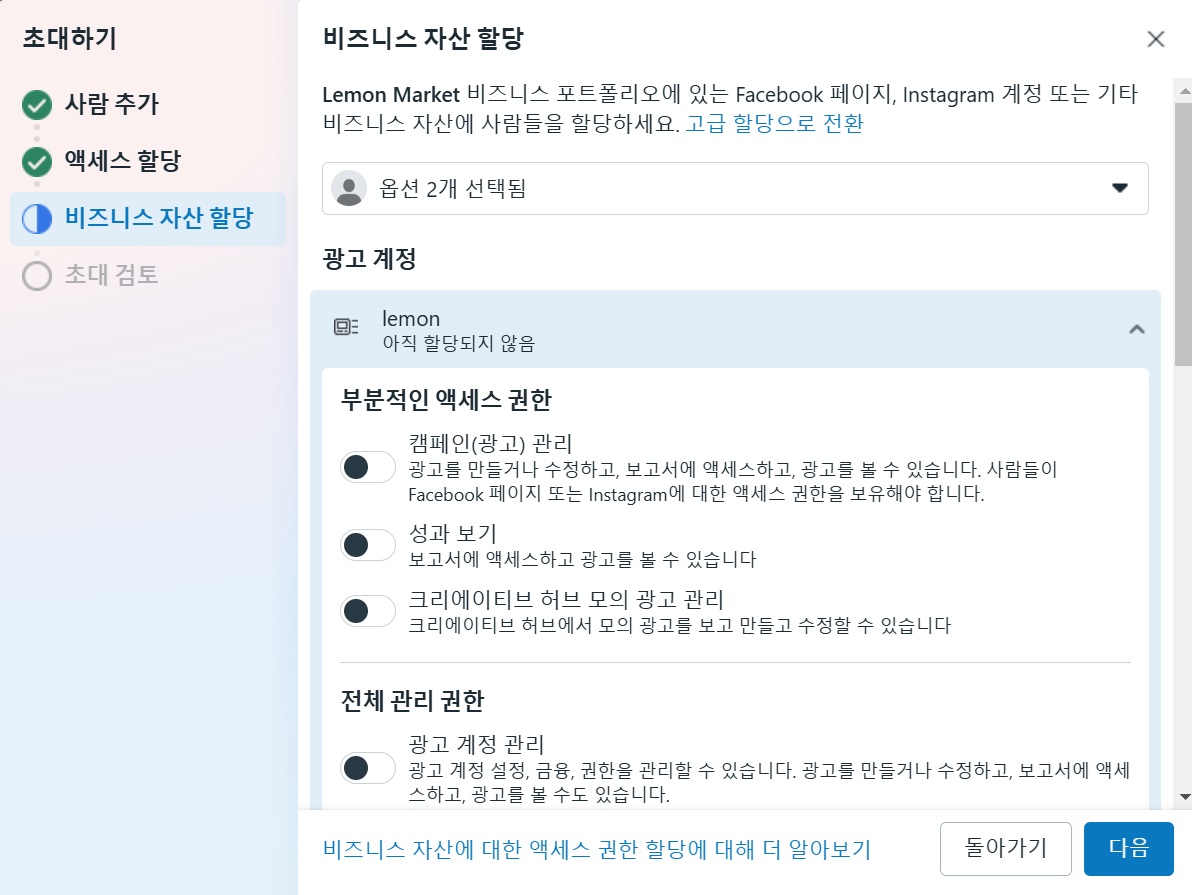 초대하기
사람 추가
액세스 할당
비즈니스 자산 할당
초대 검토
비즈니스 자산 할당
Lemon Market 비즈니스 포트폴리오에 있는 Facebook 페이지, Instagram 계정 또는 기타
비즈니스 자산에 사람들을 할당하세요. 고급 할당으로 전환
옵션 2개 선택됨
광고 계정
lemon
아직 할당되지 않음
부분적인 액세스 권한
캠페인(광고) 관리
광고를 만들거나 수정하고, 보고서에 액세스하고, 광고를 볼 수 있습니다. 사람들이
Facebook 페이지 또는 Instagram에 대한 액세스 권한을 보유해야 합니다.
성과 보기
보고서에 액세스하고 광고를 볼 수 있습니다
크리에이티브 허브 모의 광고 관리
크리에이티브 허브에서 모의 광고를 보고 만들고 수정할 수 있습니다
전체 관리 권한
광고 계정 관리
광고 계정 설정, 금융, 권한을 관리할 수 있습니다. 광고를 만들거나 수정하고, 보고서에 액세
스하고, 광고를 볼 수도 있습니다.
비즈니스 자산에 대한 액세스 권한 할당에 대해 더 알아보기
돌아가기
다음